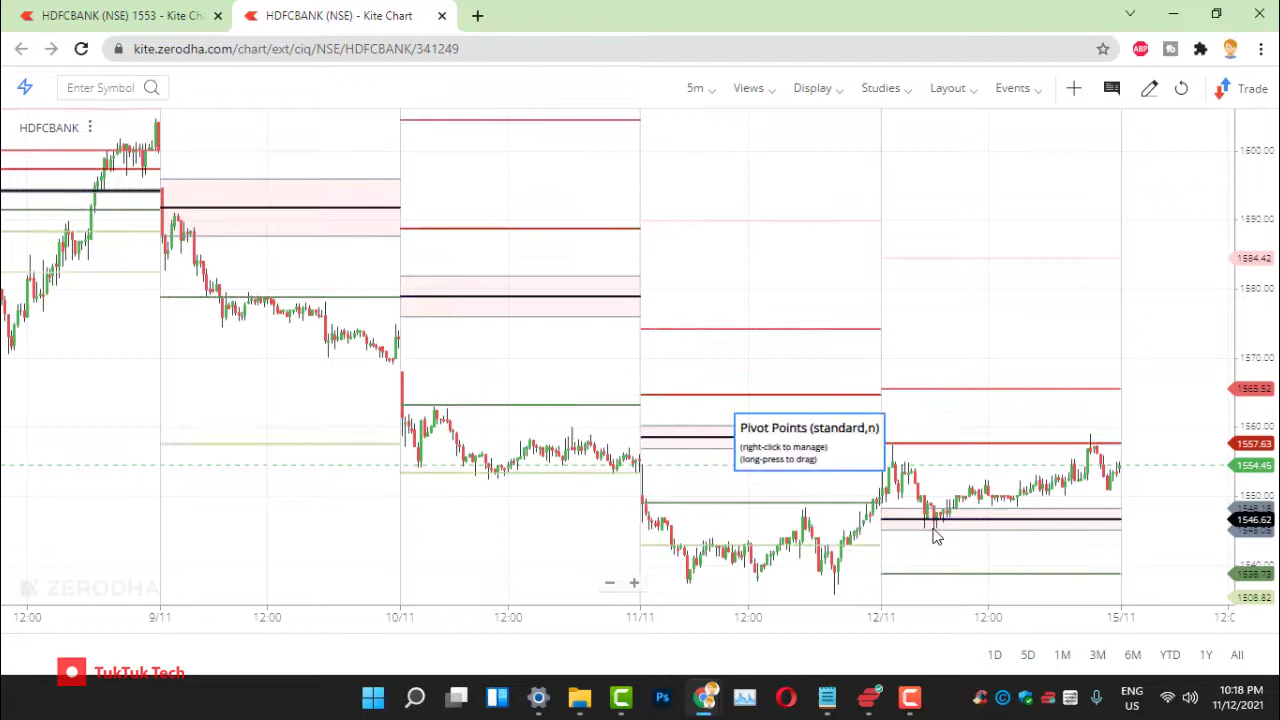 HDFCBANK (NSE) 1553 - Kite Cha
HDFCBANK (NSE) - Kite Chart
kite.zerodha.com/chart/ext/ciq/NSE/HDFCBANK/341249
ABP
Enter Symbol
5m
Views
Display
Studies
Layout
Events
Trade
HDFCBANK
1600.00
1590.00
1584.42
1580.00
1570.00
1565.52
1560.00
Pivot Points (standard,n)
(right-click to manage)
(long-press to drag)
1557.63
1554.45
1550.00
1546.62
1538.73
1508.82
ZERODHA
12:00
9/11
12:00
10/11
12:00
11/11
12:00
12/11
12:00
15/11
1D
5D
1M
3M
6M
YTD
1Y
All
TukTuk Tech
Ps
ENG
US
10:18 PM
11/12/2021